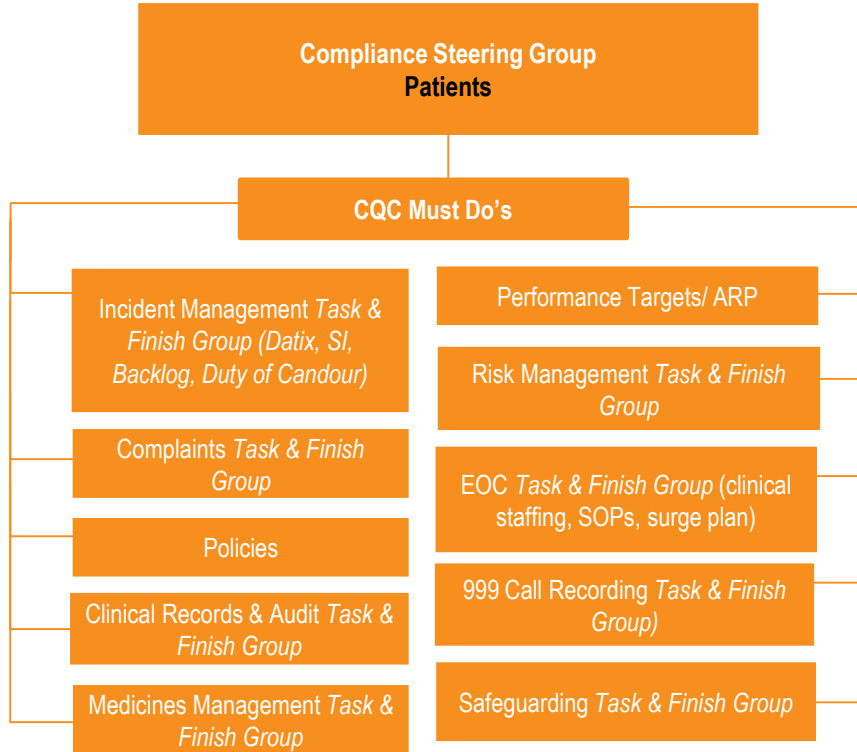 Compliance Steering Group
Patients
CQC Must Do’s
Incident Management Task &
Finish Group (Datix, SI,
Backlog, Duty of Candour)
Complaints Task & Finish
Group
Policies
Clinical Records & Audit Task &
Finish Group
Medicines Management Task &
Finish Group
Performance Targets/ ARP
Risk Management Task & Finish
Group
EOC Task & Finish Group (clinical
staffing, SOPs, surge plan)
999 Call Recording Task & Finish
Group)
Safeguarding Task & Finish Group